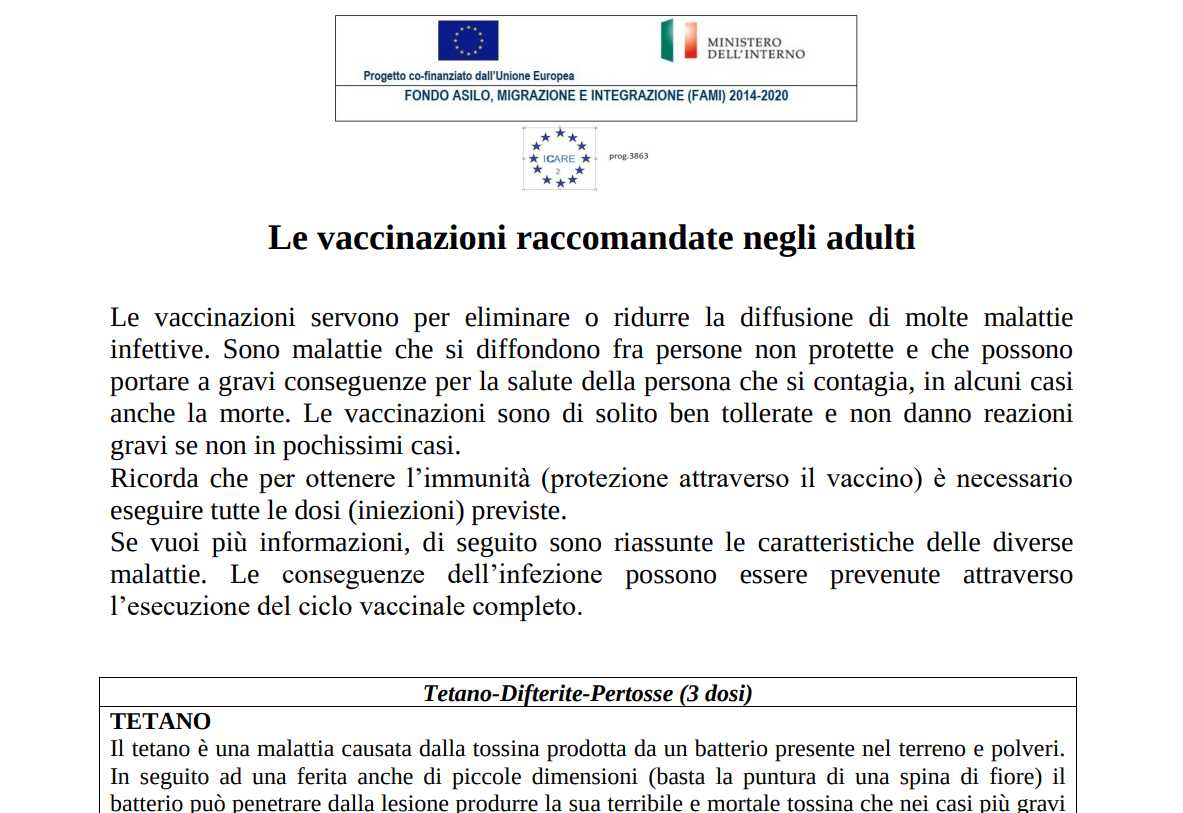 MINISTERO
DELL'INTERNO
Progetto co-finanziato dall'Unione Europea
FONDO ASILO, MIGRAZIONE E INTEGRAZIONE (FAMI) 2014-2020
ICARE
2
prog.3863
Le vaccinazioni raccomandate negli adulti
Le vaccinazioni servono per eliminare o ridurre la diffusione di molte malattie
infettive. Sono malattie che si diffondono fra persone non protette e che possono
portare a gravi conseguenze per la salute della persona che si contagia, in alcuni casi
anche la morte. Le vaccinazioni sono di solito ben tollerate e non danno reazioni
gravi se non in pochissimi casi.
Ricorda che per ottenere l’immunità (protezione attraverso il vaccino) è necessario
eseguire tutte le dosi (iniezioni) previste.
Se vuoi più informazioni, di seguito sono riassunte le caratteristiche delle diverse
malattie. Le conseguenze dell’infezione possono essere prevenute attraverso
l’esecuzione del ciclo vaccinale completo.
Tetano-Difterite-Pertosse (3 dosi)
TETANO
Il tetano è una malattia causata dalla tossina prodotta da un batterio presente nel terreno e polveri.
In seguito ad una ferita anche di piccole dimensioni (basta la puntura di una spina di fiore) il
batterio può penetrare dalla lesione produrre la sua terribile e mortale tossina che nei casi più gravi